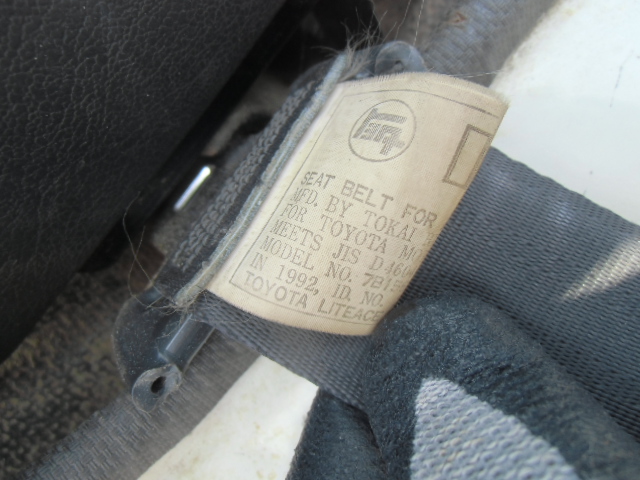 SEAT BELT FOR
MFD. BY TOKAI
FOR TOYOTA
MEETS JIS
MODEL NO.
IN 1992, ID. NO.
TOYOTA LITEACE